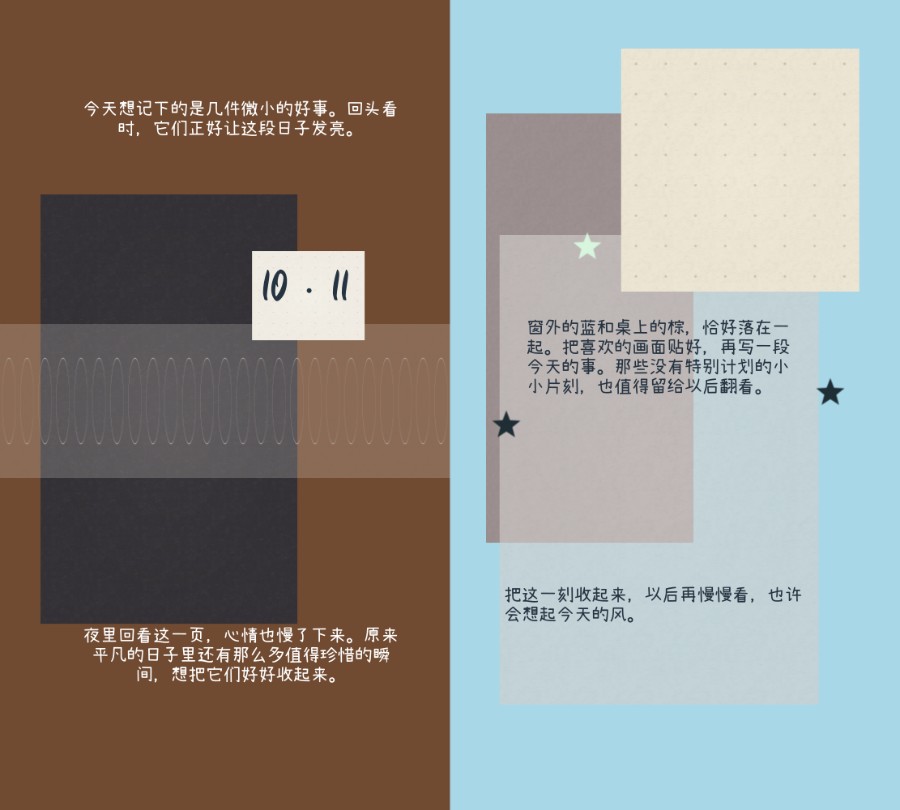 今天想记下的是几件微小的好事。回头看
时，它们正好让这段日子发亮。
10 · 11
夜里回看这一页，心情也慢了下来。原来
平凡的日子里还有那么多值得珍惜的瞬
间，想把它们好好收起来。
窗外的蓝和桌上的棕，恰好落在一
起。把喜欢的画面贴好，再写一段
今天的事。那些没有特别计划的小
小片刻，也值得留给以后翻看。
把这一刻收起来，以后再慢慢看，也许
会想起今天的风。